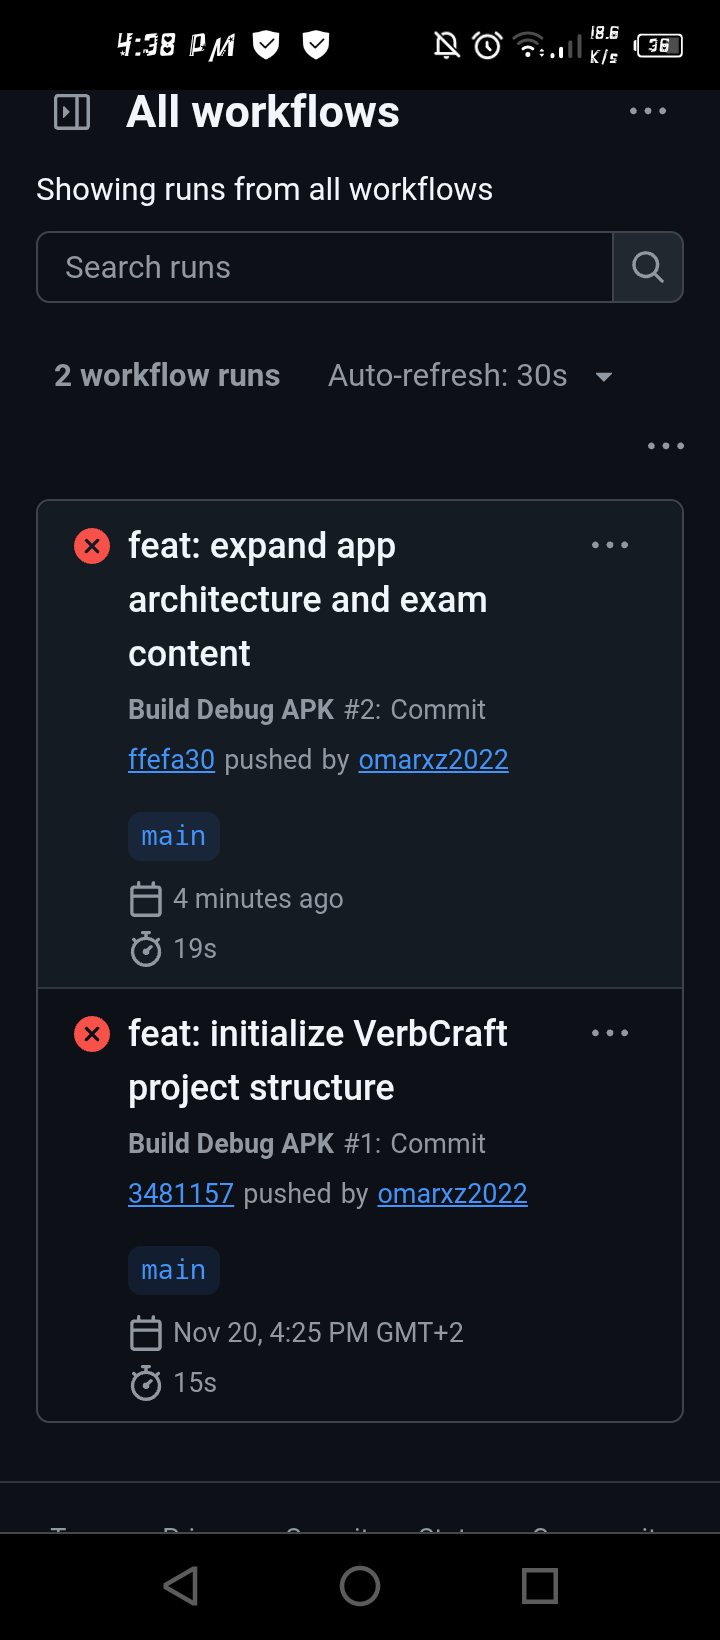 4:38 PM
18.6
K/s
36
All workflows
Showing runs from all workflows
Search runs
2 workflow runs Auto-refresh: 30s
feat: expand app
architecture and exam
content
Build Debug APK #2: Commit
ffefa30 pushed by omarxz2022
main
4 minutes ago
19s
feat: initialize VerbCraft
project structure
Build Debug APK #1: Commit
3481157 pushed by omarxz2022
main
Nov 20, 4:25 PM GMT+2
15s